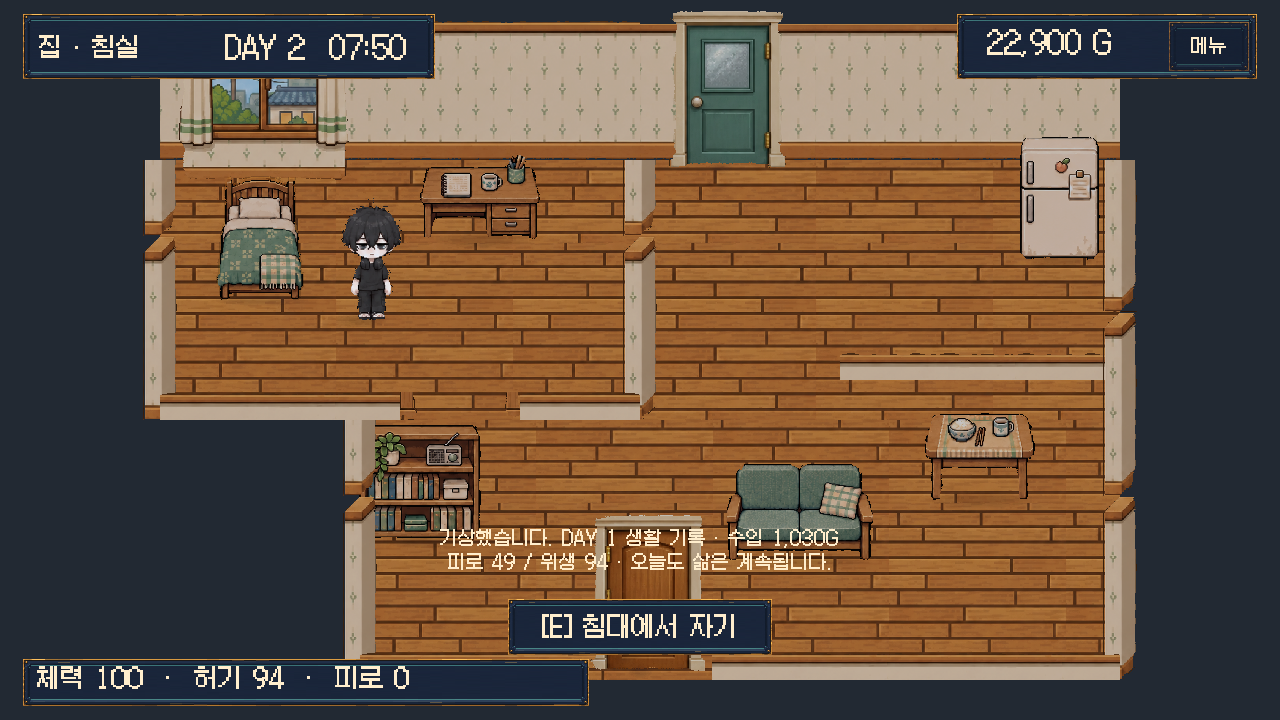 집 · 침실 DAY 2 07:50
22,900 G
메뉴
기상했습니다. DAY 1 생활 기록 · 수입 1,030G
피로 49 / 위생 94 · 오늘도 삶은 계속됩니다.
[E] 침대에서 자기
체력 100 · 허기 94 · 피로 0